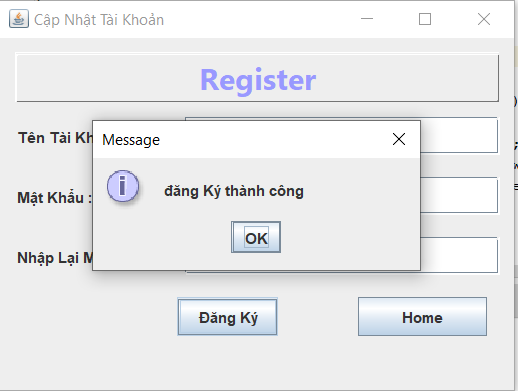 Cập Nhật Tài Khoản
Register
Tên Tài Kh
Message
đăng Ký thành công
OK
Mật Khẩu :
Nhập Lại M
Đăng Ký
Home